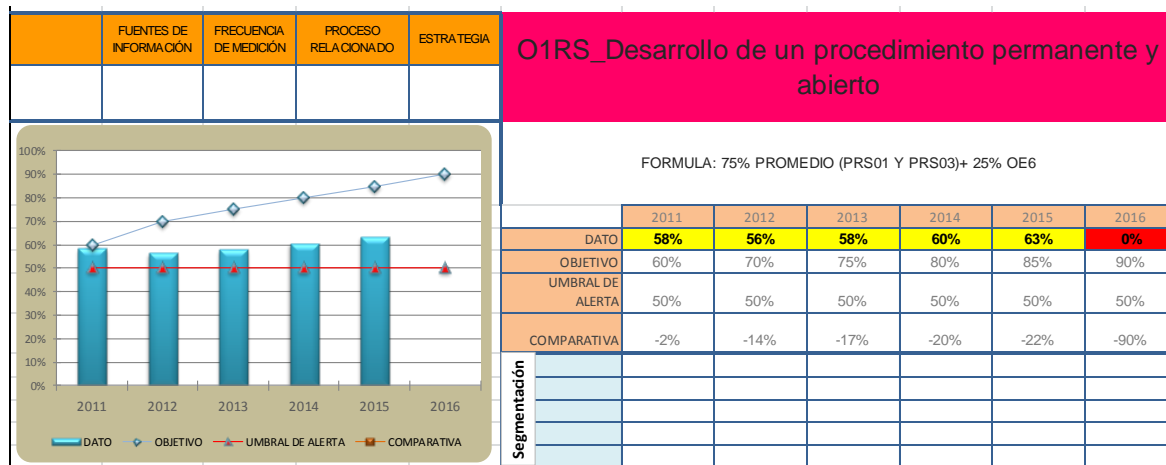 FUENTES DE INFORMACIÓN FRECUENCIA DE MEDICIÓN PROCESO RELACIONADO ESTRATEGIA
O1RS_Desarrollo de un procedimiento permanente y
abierto
FORMULA: 75% PROMEDIO (PRS01 Y PRS03)+ 25% OE6
100%
90%
80%
70%
60%
50%
40%
30%
20%
10%
0%
2011 2012 2013 2014 2015 2016
DATO OBJETIVO UMBRAL DE ALERTA COMPARATIVA
2011 2012 2013 2014 2015 2016
DATO 58% 56% 58% 60% 63% 0%
OBJETIVO 60% 70% 75% 80% 85% 90%
UMBRAL DE
ALERTA 50% 50% 50% 50% 50% 50%
COMPARATIVA -2% -14% -17% -20% -22% -90%
Segmentación